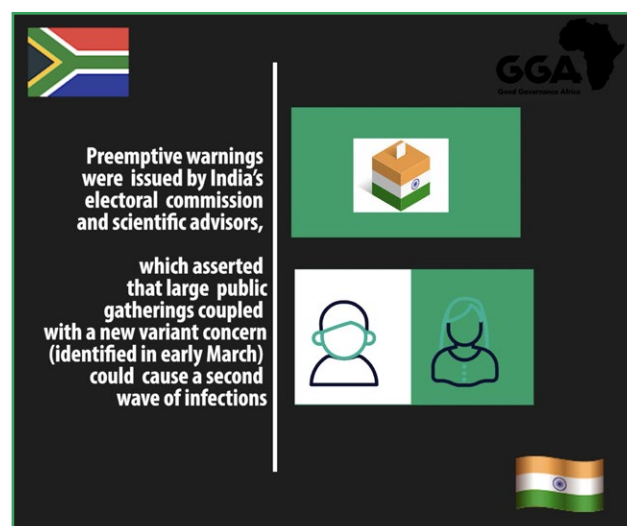 GGA
Good Governance Africa
Preemptive warnings
were issued by India's
electoral commission
and scientific advisors,
which asserted
that large public
gatherings coupled
with a new variant concern
(identified in early March)
could cause a second
wave of infections